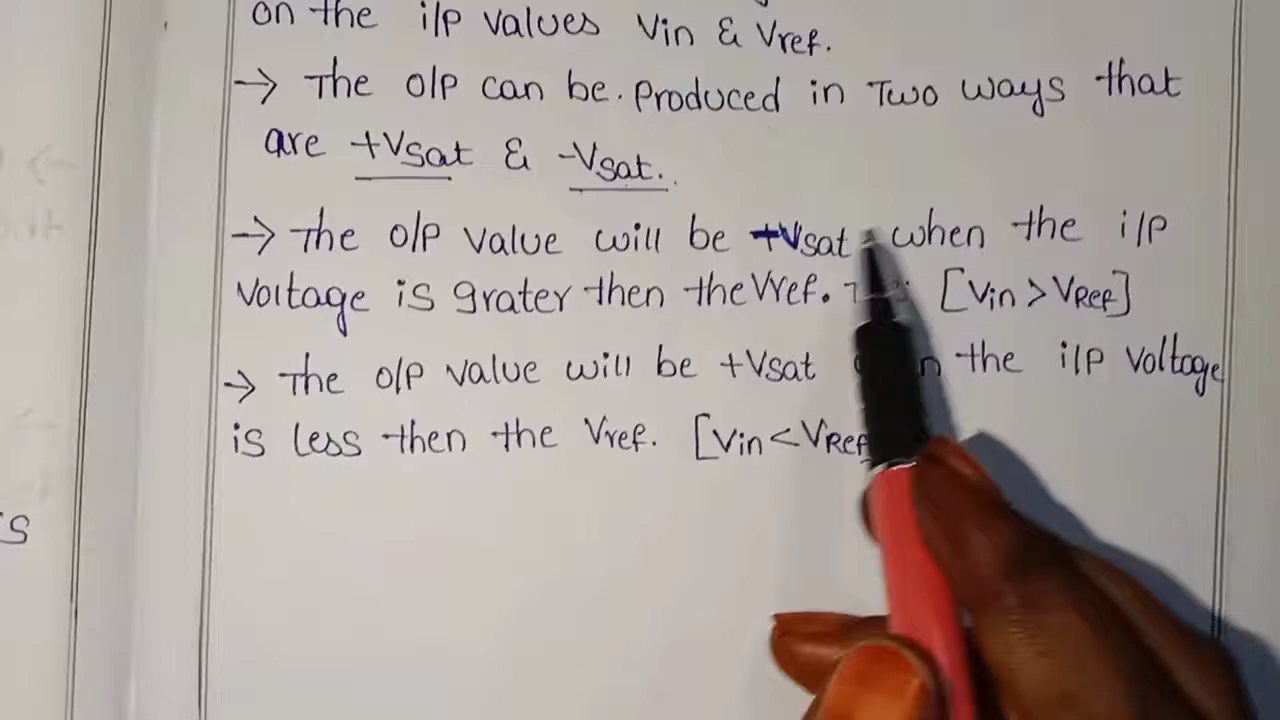 on the i/p values Vin & Vref.
→ The o/p can be. Produced in Two ways that
are +Vsat & -Vsat..
→ The o/p value will be +Vsat when the i/p
Voltage is grater then the Vref. [Vin > VRef]
→ The o/p value will be +Vsat the i/p Voltage
is less then the Vref. [Vin < VRef
s